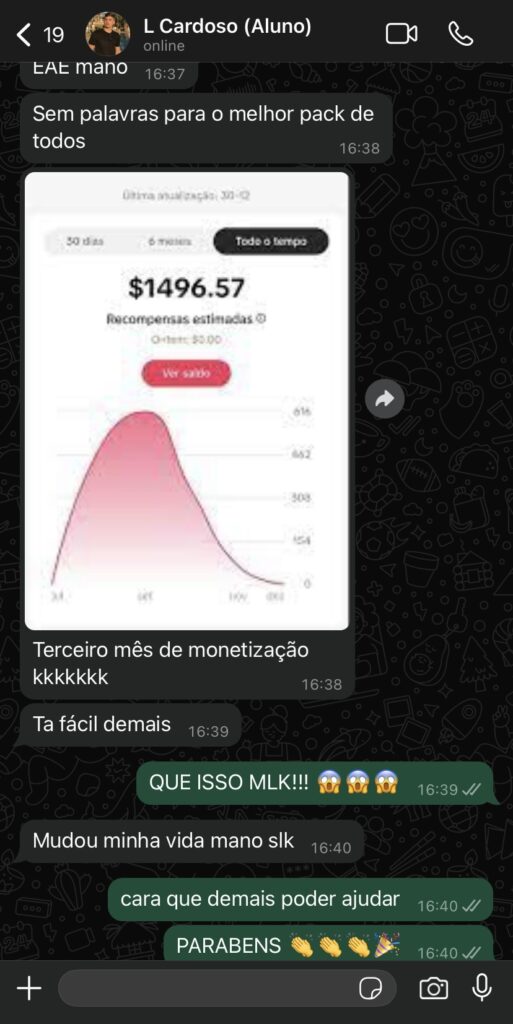 19
L Cardoso (Aluno)
online
EAE mano 16:37
Sem palavras para o melhor pack de
todos
16:38
Última atualização: 30-12
30 dias 6 meses Todo o tempo
$1496.57
Recompensas estimadas
Ontem: $0.00
Ver saldo
616
462
308
154
0
jul set nov dez
Terceiro mês de monetização
kkkkkkk
16:38
Ta fácil demais 16:39
QUE ISSO MLK!!! 😱😱😱 16:39
Mudou minha vida mano slk 16:40
cara que demais poder ajudar 16:40
PARABENS 👏👏👏🎉 16:40